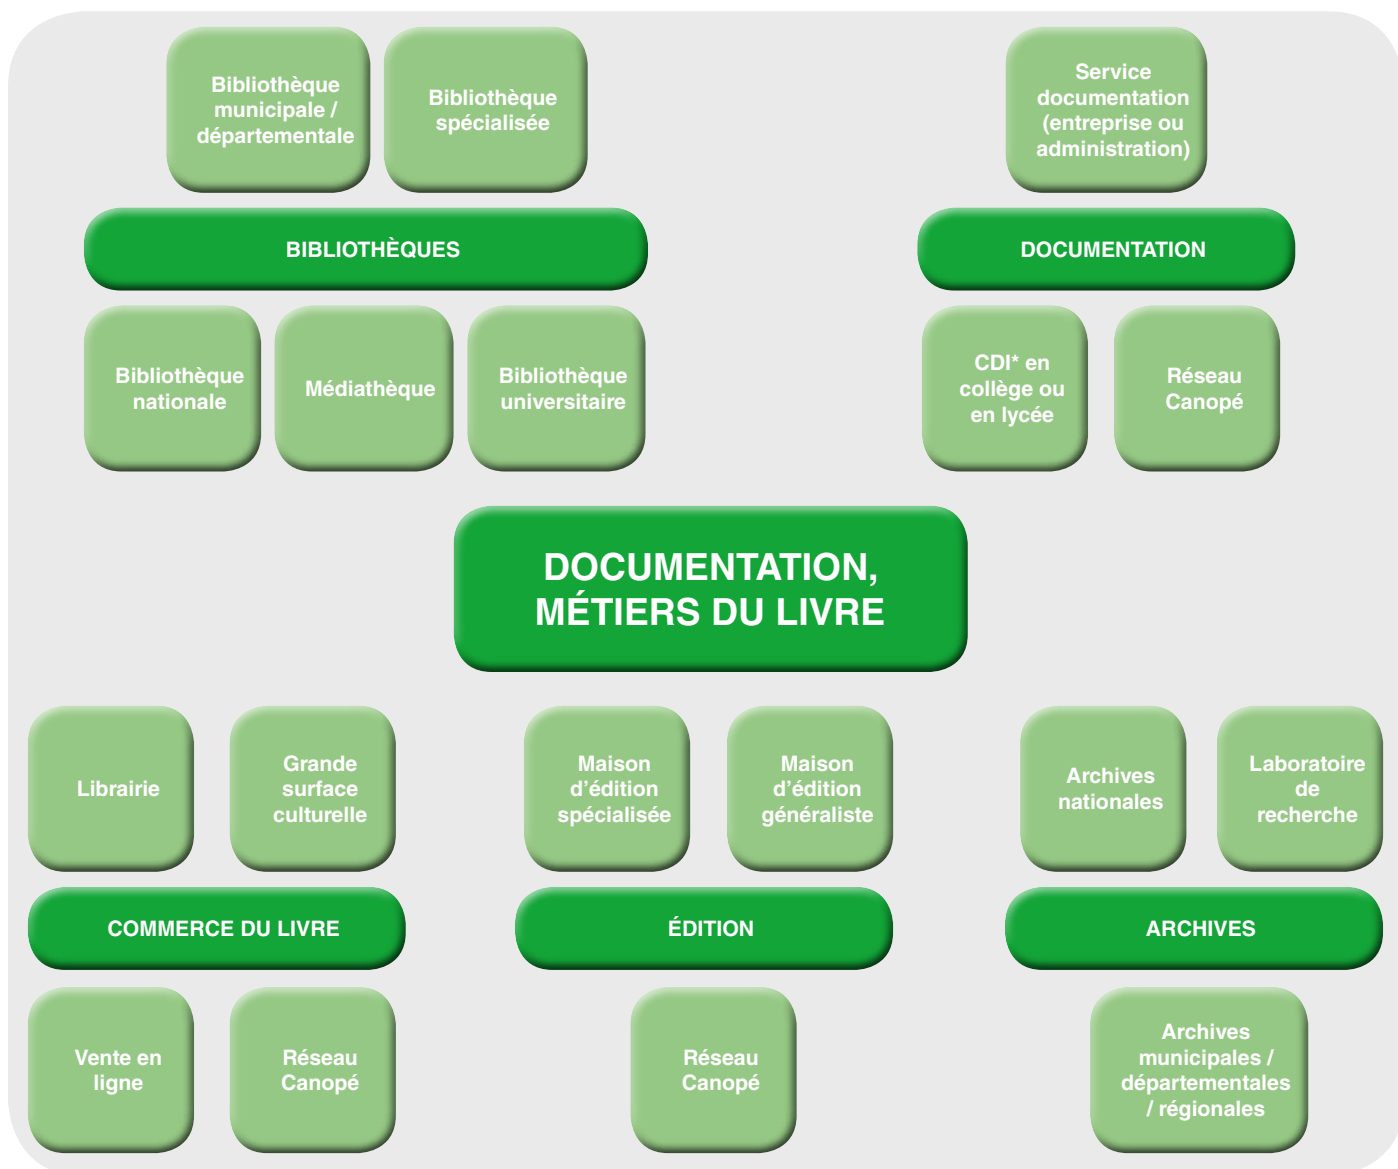 Bibliothèque
municipale /
départementale
Bibliothèque
spécialisée
Service
documentation
(entreprise ou
administration)
BIBLIOTHÈQUES
DOCUMENTATION
Bibliothèque
nationale
Médiathèque
Bibliothèque
universitaire
CDI* en
collège ou
en lycée
Réseau
Canopé
DOCUMENTATION,
MÉTIERS DU LIVRE
Librairie
Grande
surface
culturelle
Maison
d’édition
spécialisée
Maison
d’édition
généraliste
Archives
nationales
Laboratoire
de
recherche
COMMERCE DU LIVRE
ÉDITION
ARCHIVES
Vente en
ligne
Réseau
Canopé
Réseau
Canopé
Archives
municipales /
départementales
/ régionales